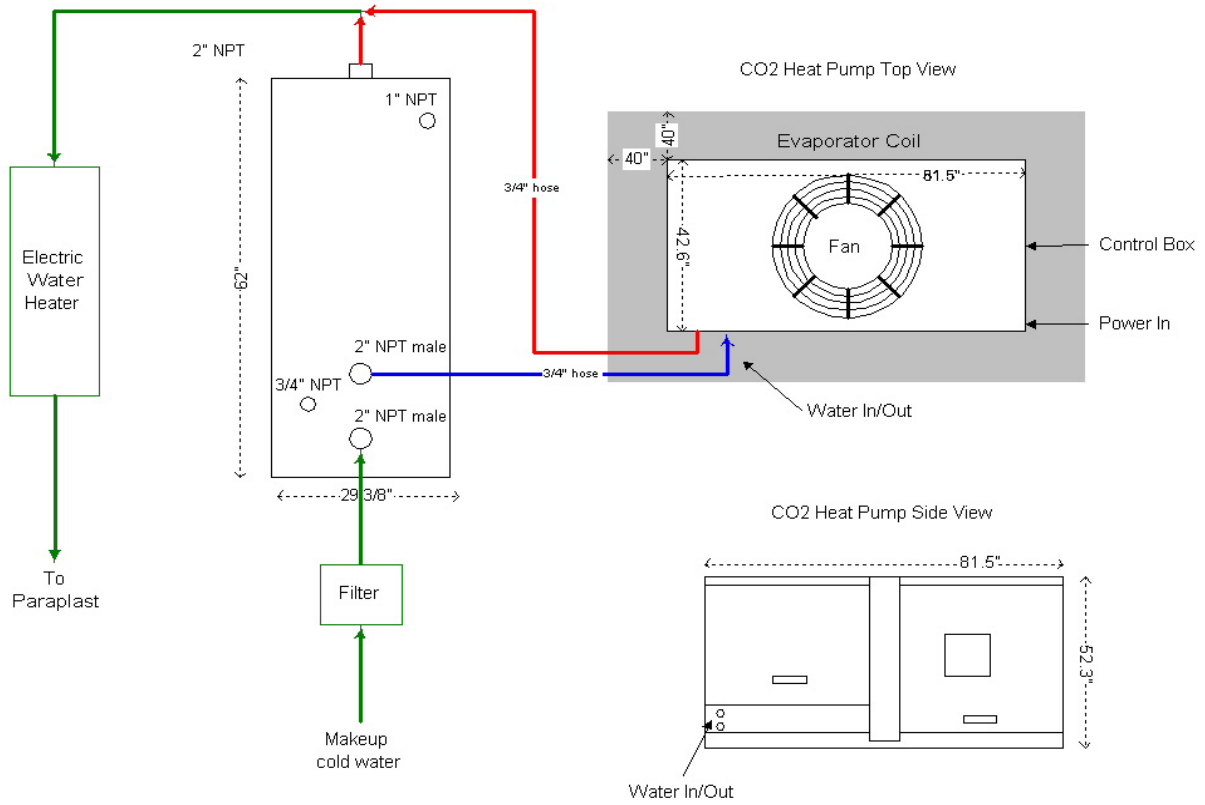 2" NPT
1" NPT
62"
2" NPT male
3/4" NPT
2" NPT male
29 3/8"
Electric
Water
Heater
To
Paraplast
Filter
Makeup
cold water
3/4" hose
3/4" hose
CO2 Heat Pump Top View
40"
40"
Evaporator Coil
81.5"
42.6"
Fan
Control Box
Power In
Water In/Out
CO2 Heat Pump Side View
81.5"
52.3"
Water In/Out